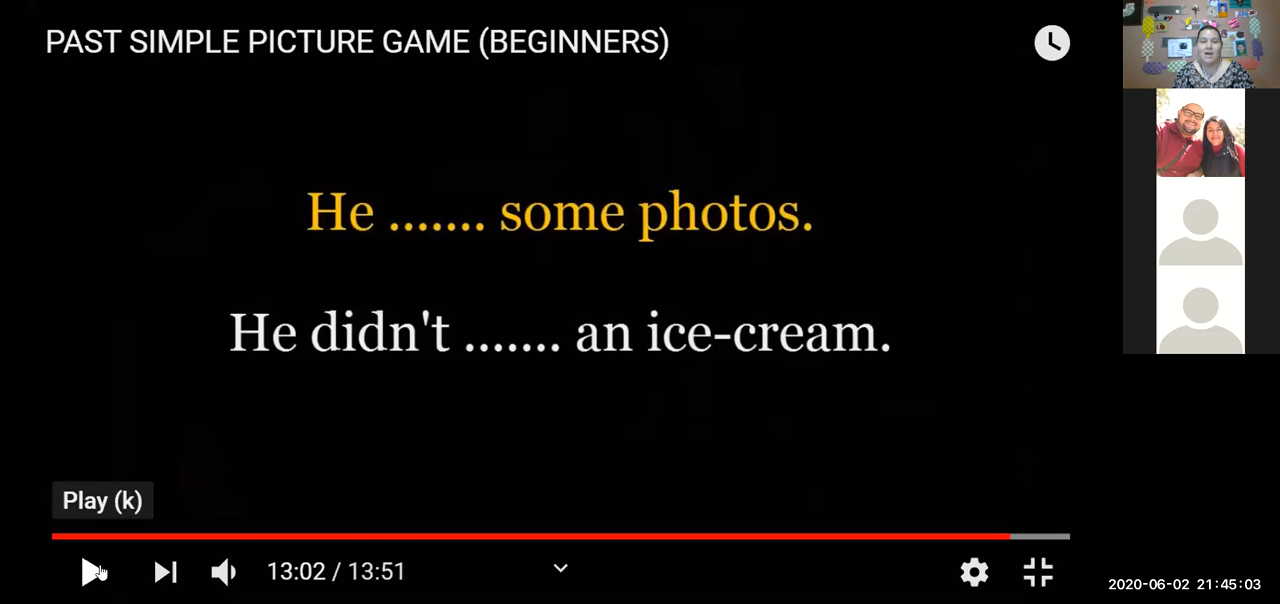 PAST SIMPLE PICTURE GAME (BEGINNERS)
He ....... some photos.
He didn't ....... an ice-cream.
Play (k)
13:02 / 13:51
2020-06-02 21:45:03